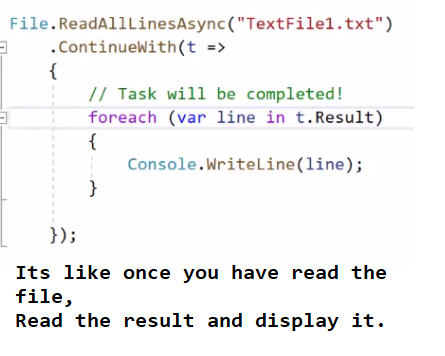 File.ReadAllLinesAsync("TextFile1.txt")
.ContinueWith(t =>
{
// Task will be completed!
foreach (var line in t.Result)
{
Console.WriteLine(line);
}
});
Its like once you have read the
file,
Read the result and display it.